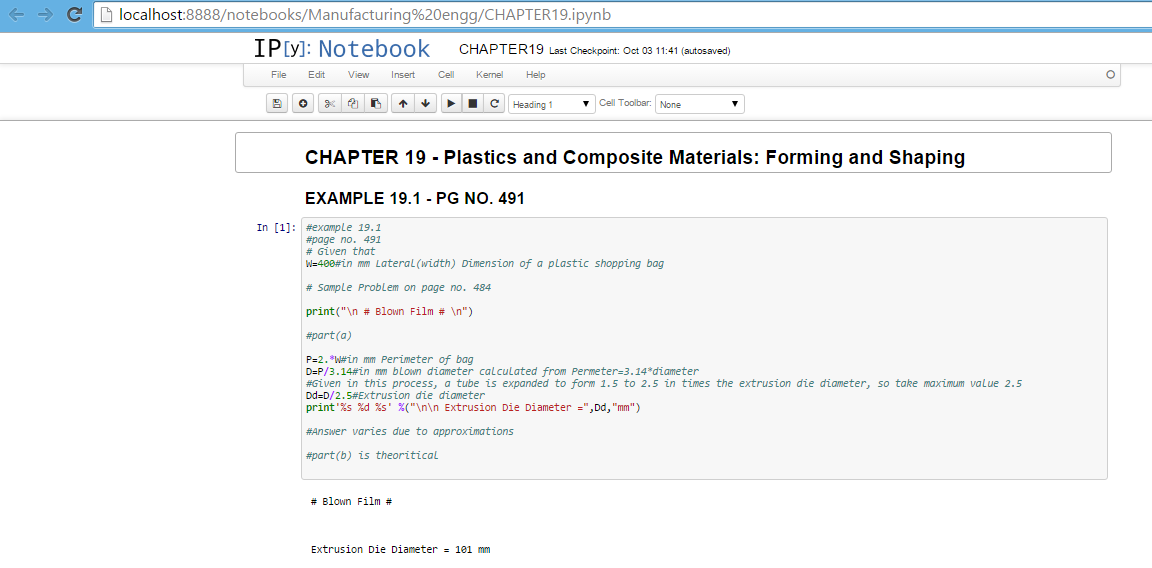 localhost:8888/notebooks/Manufacturing%20engg/CHAPTER19.ipynb
IP[y]: Notebook CHAPTER19 Last Checkpoint: Oct 03 11:41 (autosaved)
File Edit View Insert Cell Kernel Help
Heading 1 Cell Toolbar: None
CHAPTER 19 - Plastics and Composite Materials: Forming and Shaping
EXAMPLE 19.1 - PG NO. 491
In [1]: #example 19.1
#page no. 491
# Given that
W=400#in mm Lateral(width) Dimension of a plastic shopping bag
# Sample Problem on page no. 484
print("\n # Blown Film # \n")
#part(a)
P=2.*W#in mm Perimeter of bag
D=P/3.14#in mm blown diameter calculated from Permeter=3.14*diameter
#Given in this process, a tube is expanded to form 1.5 to 2.5 in times the extrusion die diameter, so take maximum value 2.5
Dd=D/2.5#Extrusion die diameter
print'%s %d %s' %("\n\n Extrusion Die Diameter =",Dd,"mm")
#Answer varies due to approximations
#part(b) is theoritical
# Blown Film #
Extrusion Die Diameter = 101 mm